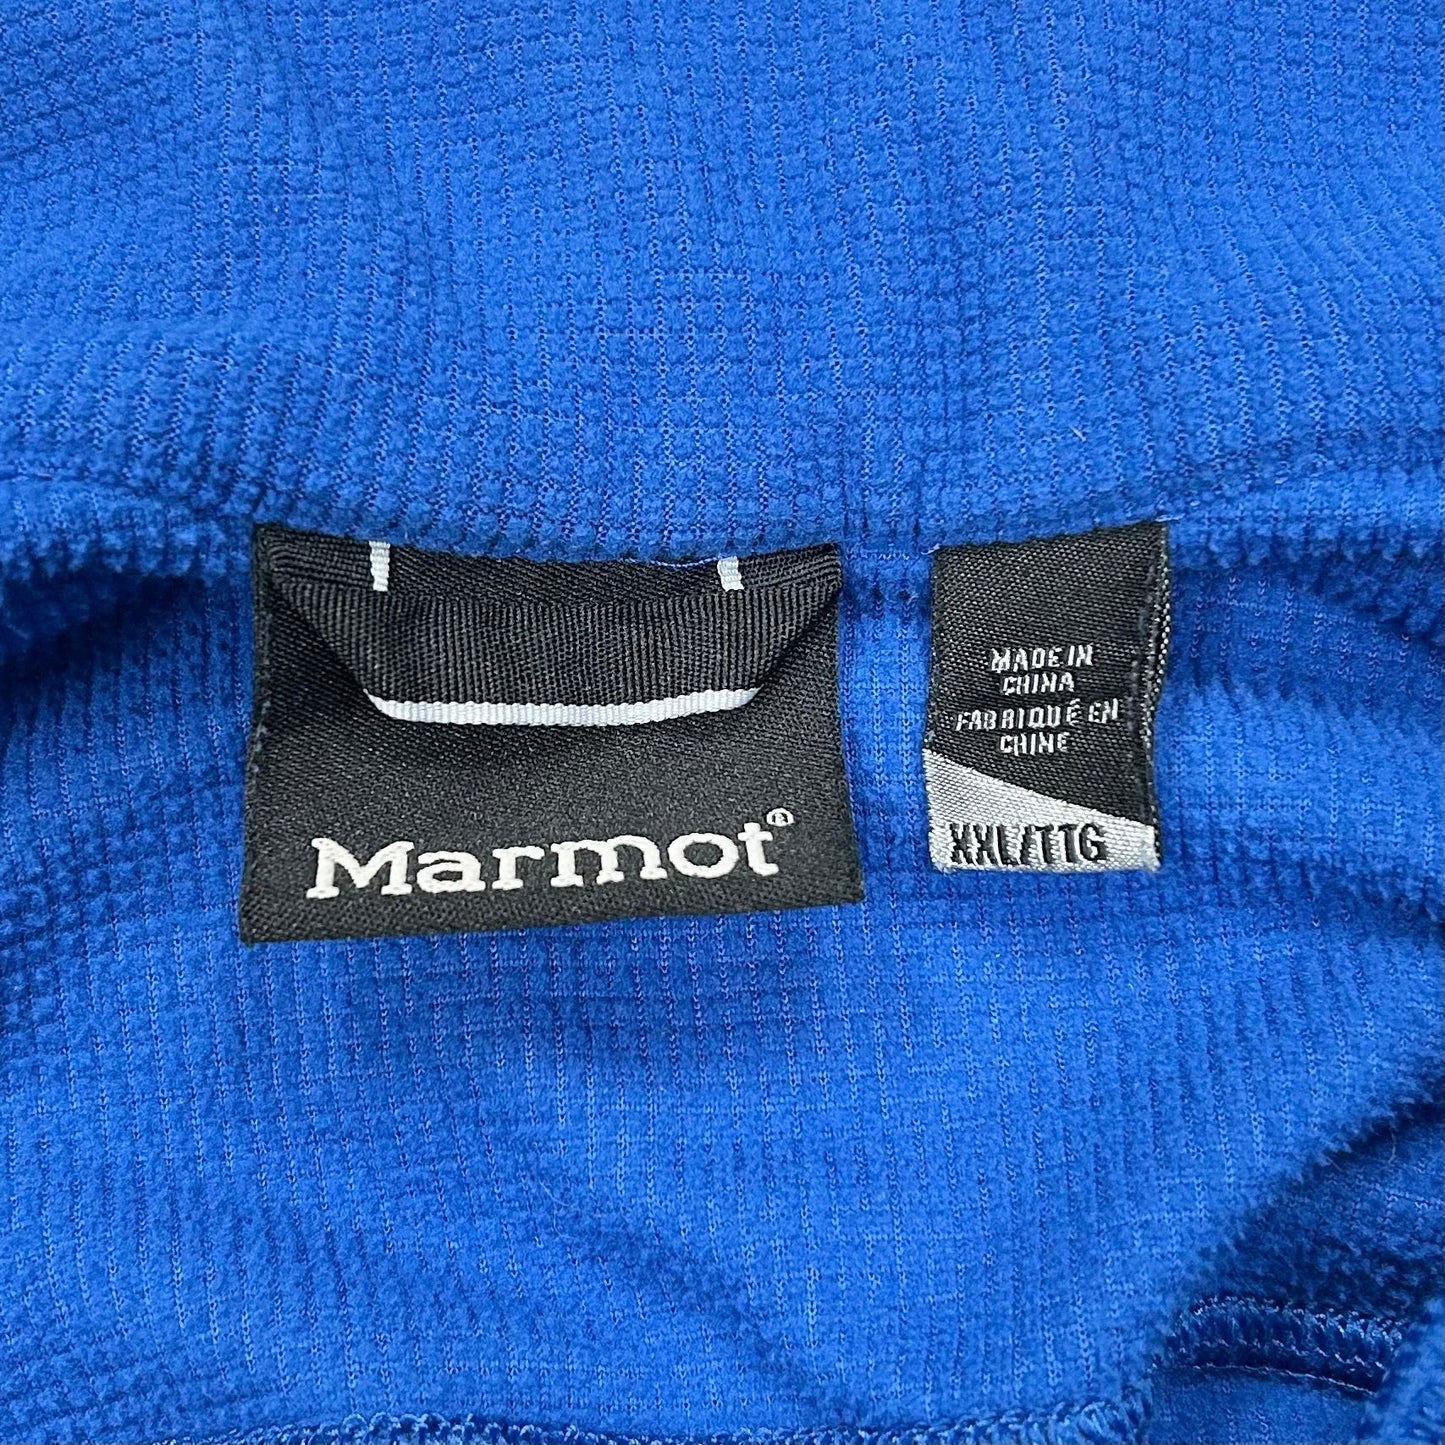 Marmot®
MADE IN
CHINA
FABRIQUÉ EN
CHINE
XXL/TTG